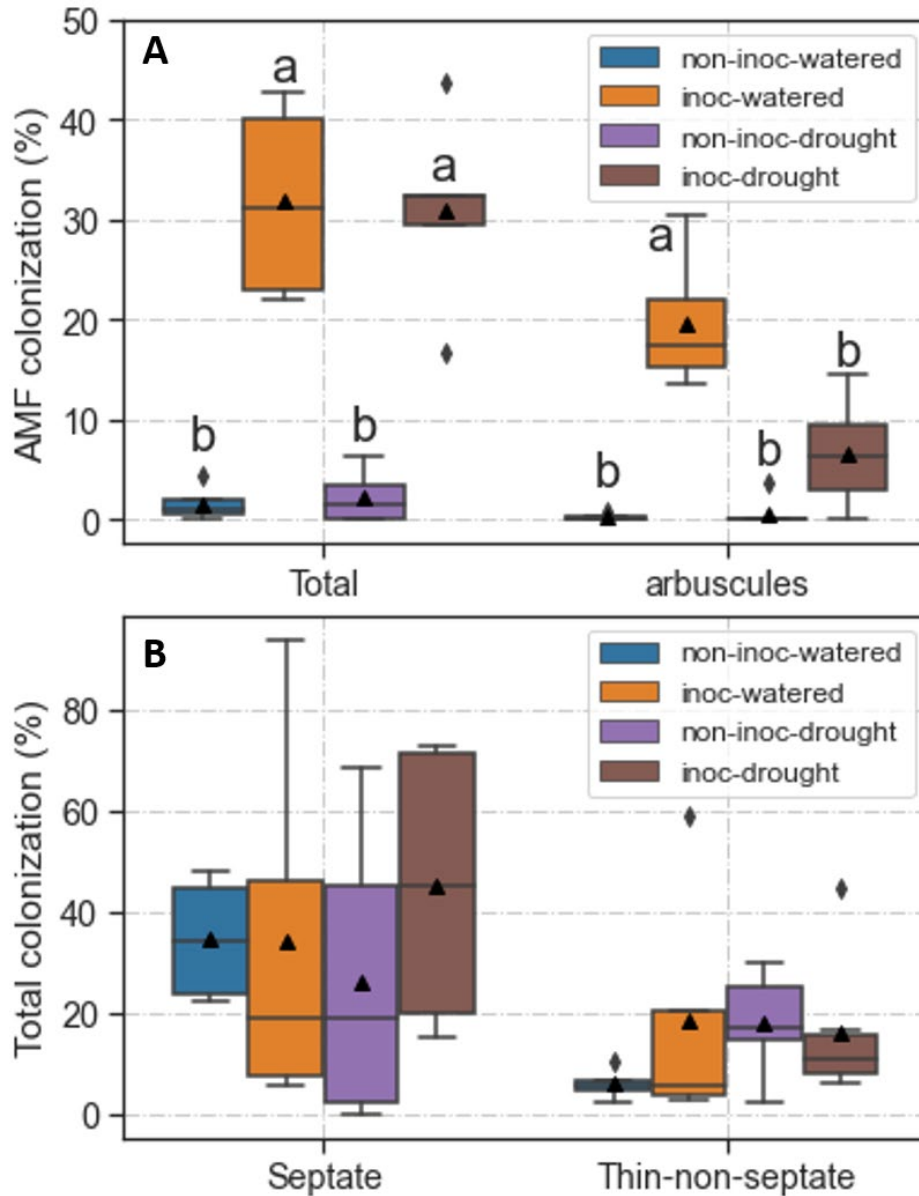 A
AMF colonization (%)
50
40
30
20
10
0
non-inoc-watered
inoc-watered
non-inoc-drought
inoc-drought
b
a
b
a
b
a
b
b
Total
arbuscules
B
Total colonization (%)
80
60
40
20
0
non-inoc-watered
inoc-watered
non-inoc-drought
inoc-drought
Septate
Thin-non-septate